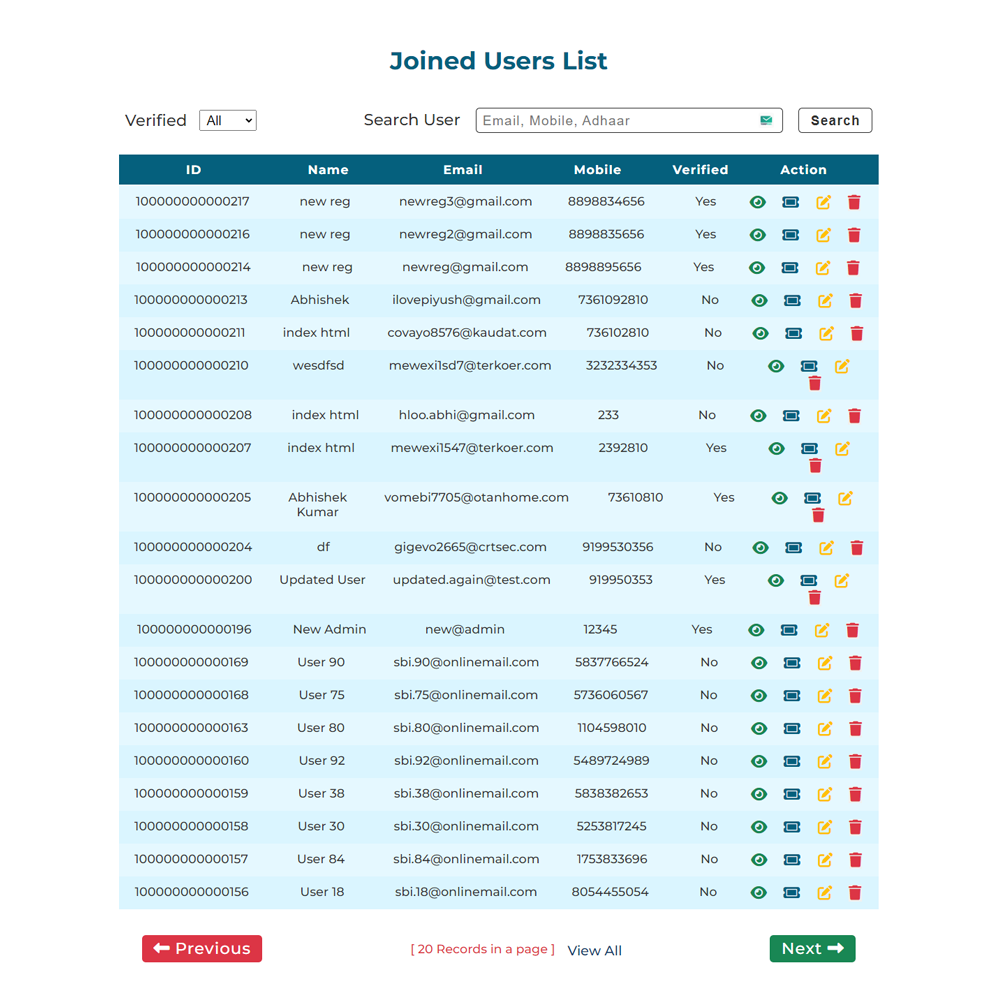 Joined Users List
Verified All Search User Email, Mobile, Adhaar Search
ID Name Email Mobile Verified Action
100000000000217 new reg newreg3@gmail.com 8898834656 Yes
100000000000216 new reg newreg2@gmail.com 8898835656 Yes
100000000000214 new reg newreg@gmail.com 8898895656 Yes
100000000000213 Abhishek ilovepiyush@gmail.com 7361092810 No
100000000000211 index html covayo8576@kaudat.com 736102810 No
100000000000210 wesdfsd mewexi1sd7@terkoer.com 3232334353 No
100000000000208 index html hloo.abhi@gmail.com 233 No
100000000000207 index html mewexi1547@terkoer.com 2392810 Yes
100000000000205 Abhishek vomebi7705@otanhome.com 73610810 Yes
Kumar
100000000000204 df gigevo2665@crtsec.com 9199530356 No
100000000000200 Updated User updated.again@test.com 919950353 Yes
100000000000196 New Admin new@admin 12345 Yes
100000000000169 User 90 sbi.90@onlinemail.com 5837766524 No
100000000000168 User 75 sbi.75@onlinemail.com 5736060567 No
100000000000163 User 80 sbi.80@onlinemail.com 1104598010 No
100000000000160 User 92 sbi.92@onlinemail.com 5489724989 No
100000000000159 User 38 sbi.38@onlinemail.com 5838382653 No
100000000000158 User 30 sbi.30@onlinemail.com 5253817245 No
100000000000157 User 84 sbi.84@onlinemail.com 1753833696 No
100000000000156 User 18 sbi.18@onlinemail.com 8054455054 No
Previous [ 20 Records in a page ] View All Next